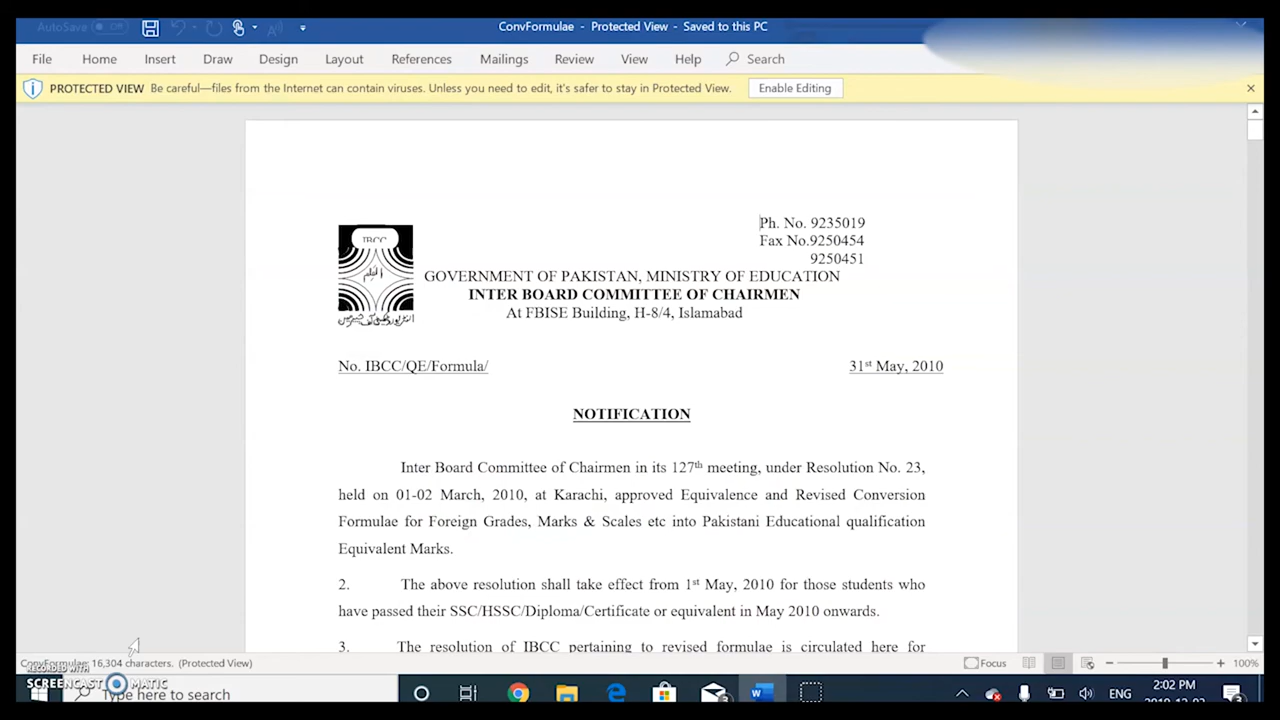 AutoSave Off
ConvFormulae - Protected View - Saved to this PC
File Home Insert Draw Design Layout References Mailings Review View Help Search
PROTECTED VIEW Be careful—files from the Internet can contain viruses. Unless you need to edit, it's safer to stay in Protected View. Enable Editing
Ph. No. 9235019
Fax No.9250454
9250451
IBCC
GOVERNMENT OF PAKISTAN, MINISTRY OF EDUCATION
INTER BOARD COMMITTEE OF CHAIRMEN
At FBISE Building, H-8/4, Islamabad
No. IBCC/QE/Formula/
31st May, 2010
NOTIFICATION
Inter Board Committee of Chairmen in its 127th meeting, under Resolution No. 23,
held on 01-02 March, 2010, at Karachi, approved Equivalence and Revised Conversion
Formulae for Foreign Grades, Marks & Scales etc into Pakistani Educational qualification
Equivalent Marks.
2. The above resolution shall take effect from 1st May, 2010 for those students who
have passed their SSC/HSSC/Diploma/Certificate or equivalent in May 2010 onwards.
3. The resolution of IBCC pertaining to revised formulae is circulated here for
ConvFormulae: 16,304 characters. (Protected View)
Focus
100%
RECORDED WITH
SCREENCAST MATIC
Type here to search
ENG
2:02 PM